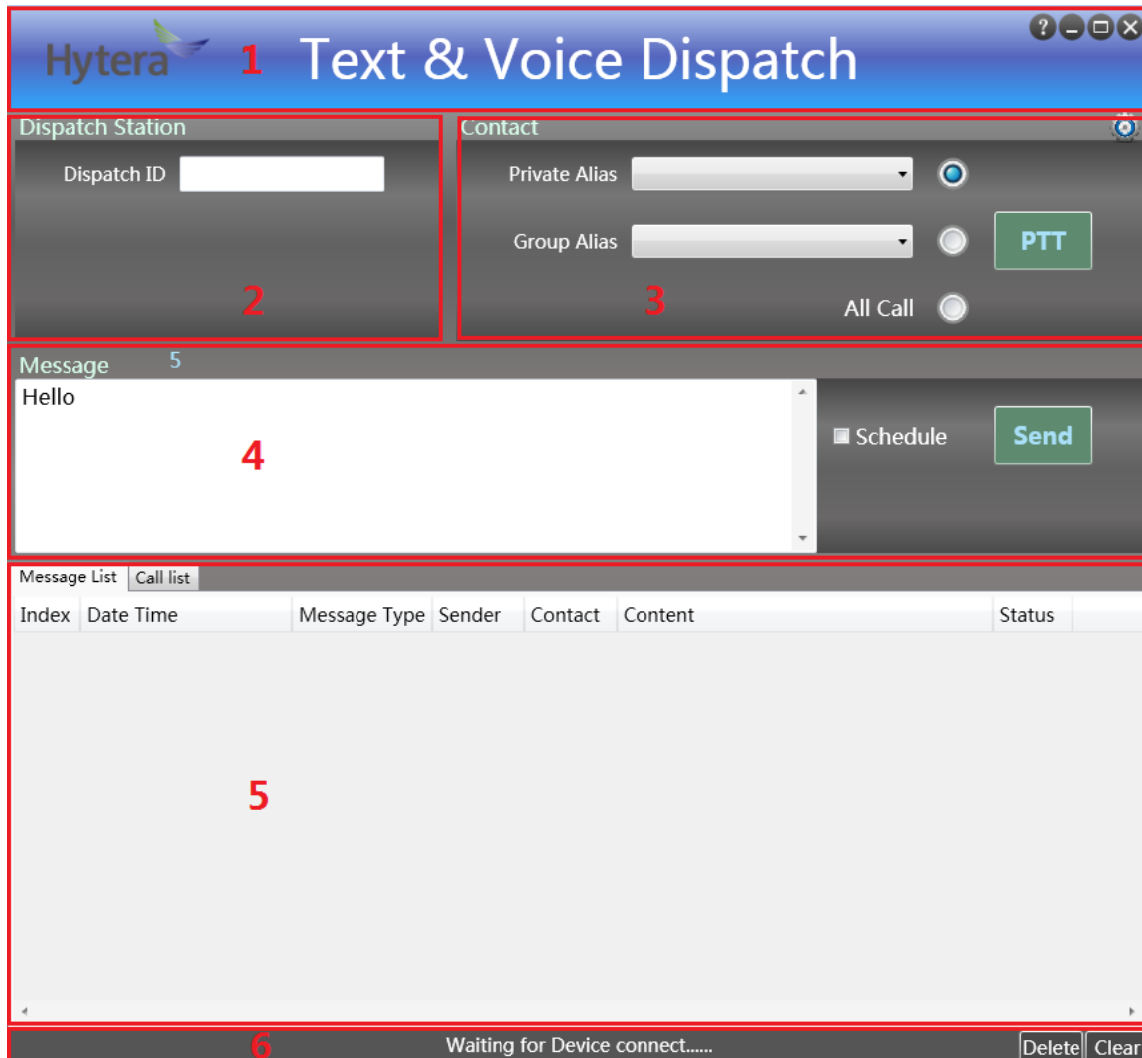 Hytera 1 Text & Voice Dispatch ?
Dispatch Station
Dispatch ID
2
Contact
Private Alias
Group Alias PTT
3 All Call
Message 5
Hello
4
Schedule Send
Message List Call list
Index Date Time Message Type Sender Contact Content Status
5
6 Waiting for Device connect...... Delete Clear